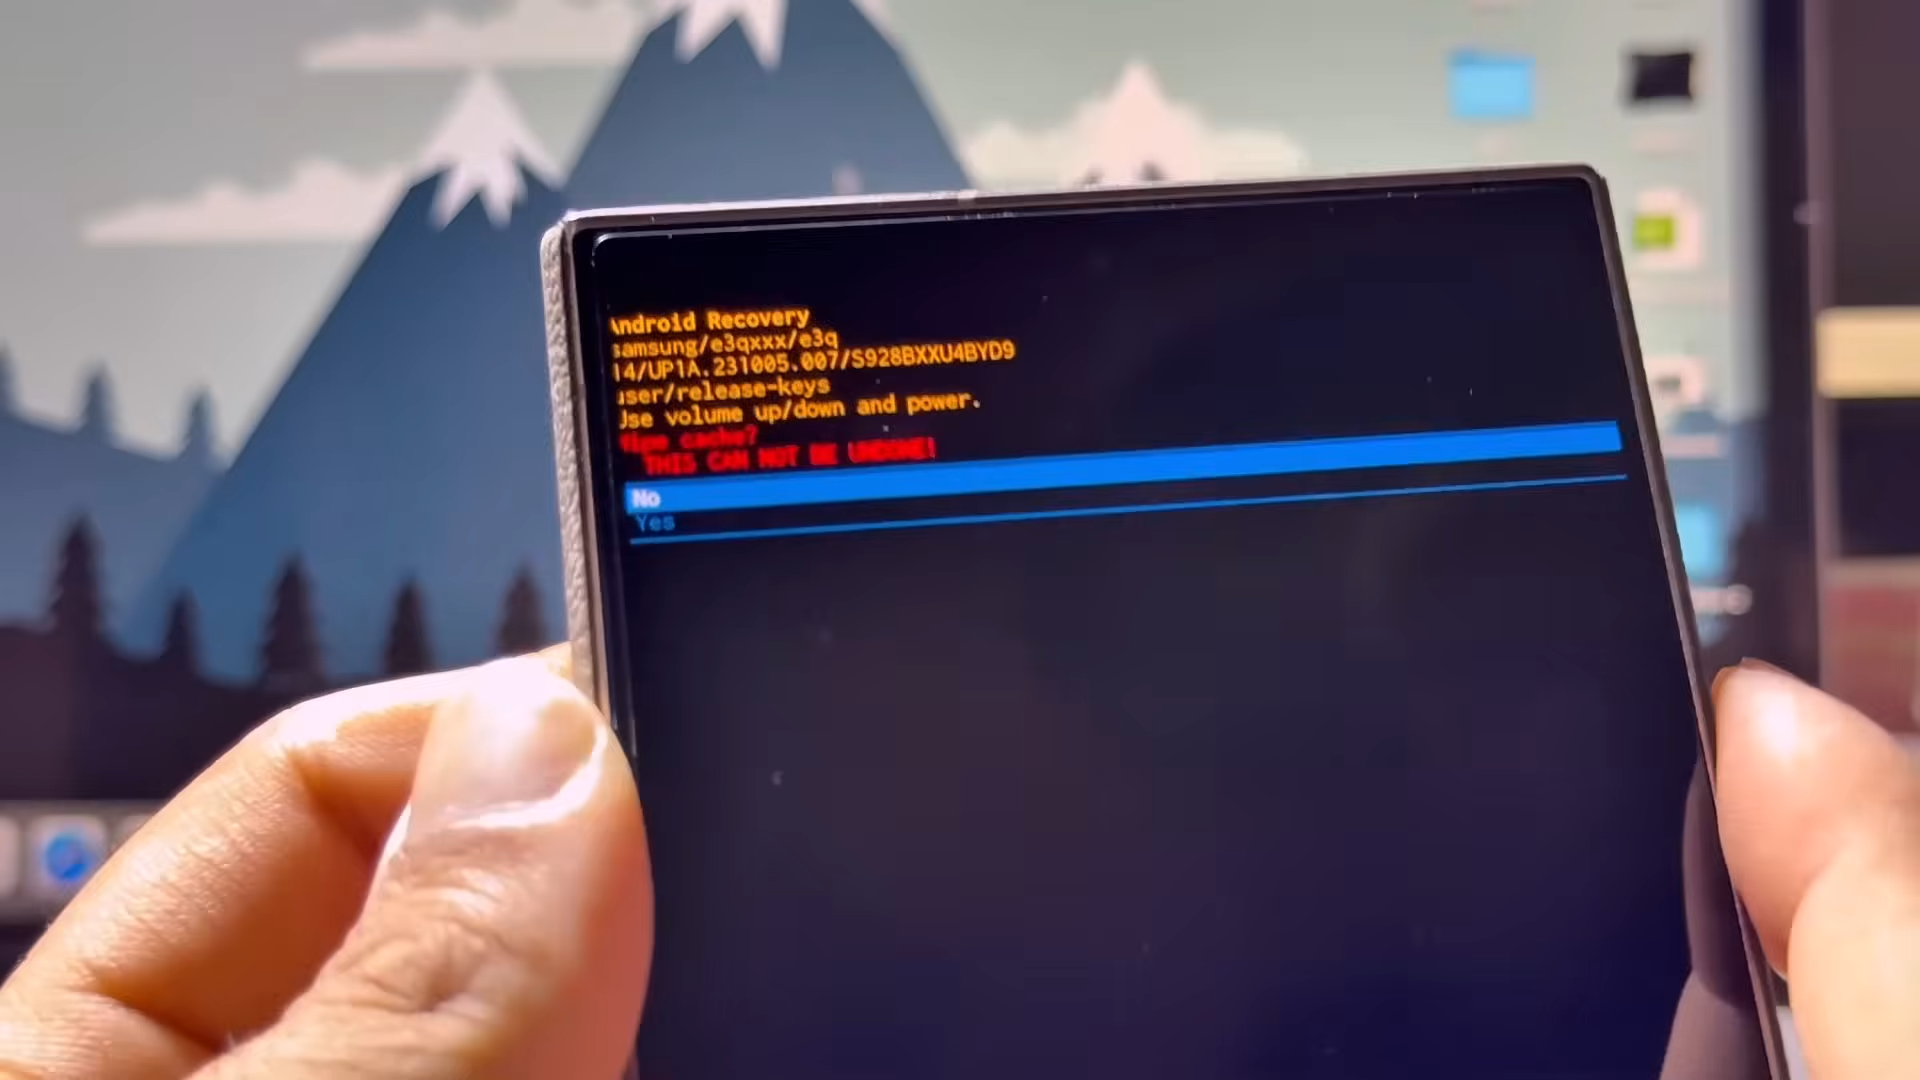 Android Recovery
samsung/e3qxxx/e3q
14/UP1A.231005.007/S928BXXU4BYD9
user/release-keys
Use volume up/down and power.
Wipe cache?
THIS CAN NOT BE UNDONE!
No
Yes